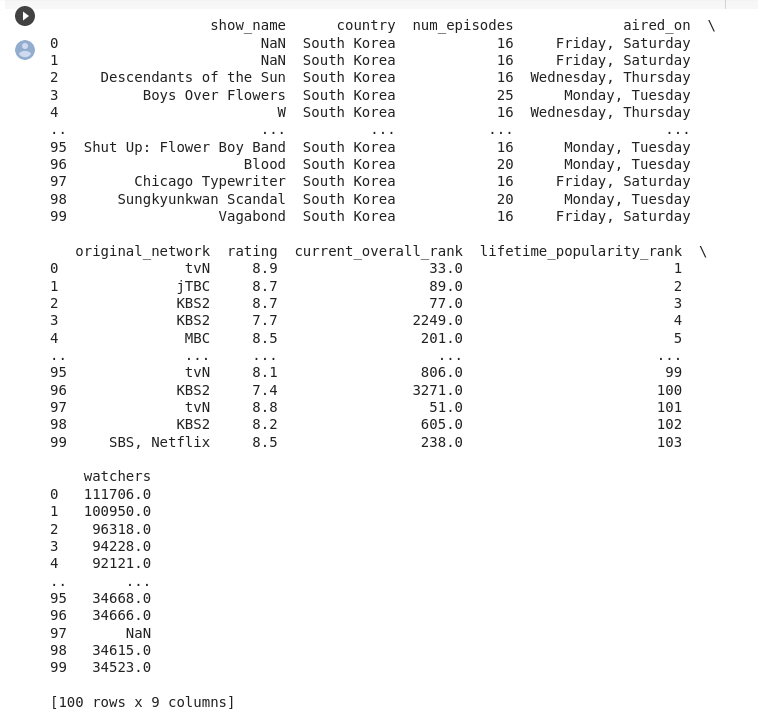 show_name country num_episodes aired_on \
0 NaN South Korea 16 Friday, Saturday
1 NaN South Korea 16 Friday, Saturday
2 Descendants of the Sun South Korea 16 Wednesday, Thursday
3 Boys Over Flowers South Korea 25 Monday, Tuesday
4 W South Korea 16 Wednesday, Thursday
.. ... ... ... ...
95 Shut Up: Flower Boy Band South Korea 16 Monday, Tuesday
96 Blood South Korea 20 Monday, Tuesday
97 Chicago Typewriter South Korea 16 Friday, Saturday
98 Sungkyunkwan Scandal South Korea 20 Monday, Tuesday
99 Vagabond South Korea 16 Friday, Saturday
original_network rating current_overall_rank lifetime_popularity_rank \
0 tvN 8.9 33.0 1
1 jTBC 8.7 89.0 2
2 KBS2 8.7 77.0 3
3 KBS2 7.7 2249.0 4
4 MBC 8.5 201.0 5
.. ... ... ... ...
95 tvN 8.1 806.0 99
96 KBS2 7.4 3271.0 100
97 tvN 8.8 51.0 101
98 KBS2 8.2 605.0 102
99 SBS, Netflix 8.5 238.0 103
watchers
0 111706.0
1 100950.0
2 96318.0
3 94228.0
4 92121.0
.. ...
95 34668.0
96 34666.0
97 NaN
98 34615.0
99 34523.0
[100 rows x 9 columns]